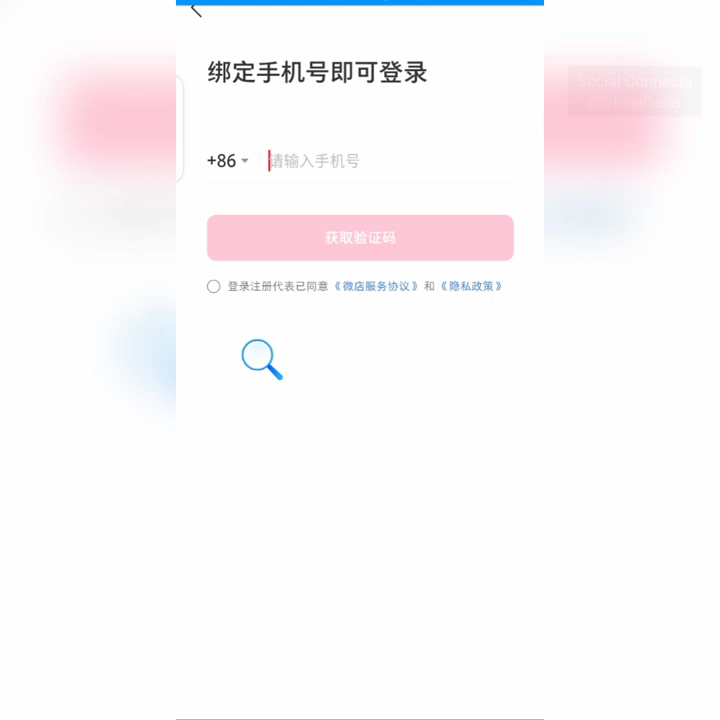 绑定手机号即可登录
Social Connects
+86 请输入手机号
获取验证码
登录注册代表已同意《微店服务协议》和《隐私政策》